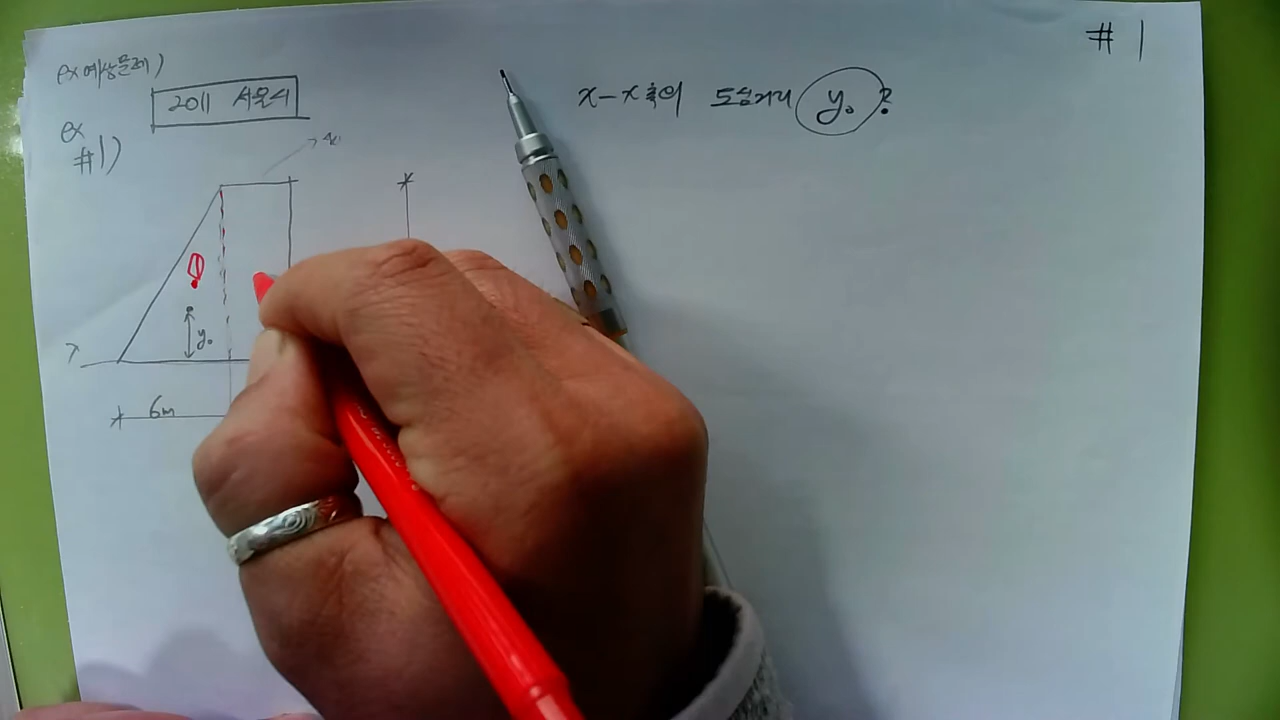 # 1
ex 예상문제)
2011 서울시
x-x 축의 도심거리 y₀ ?
ex
#1)
①
y₀
6m